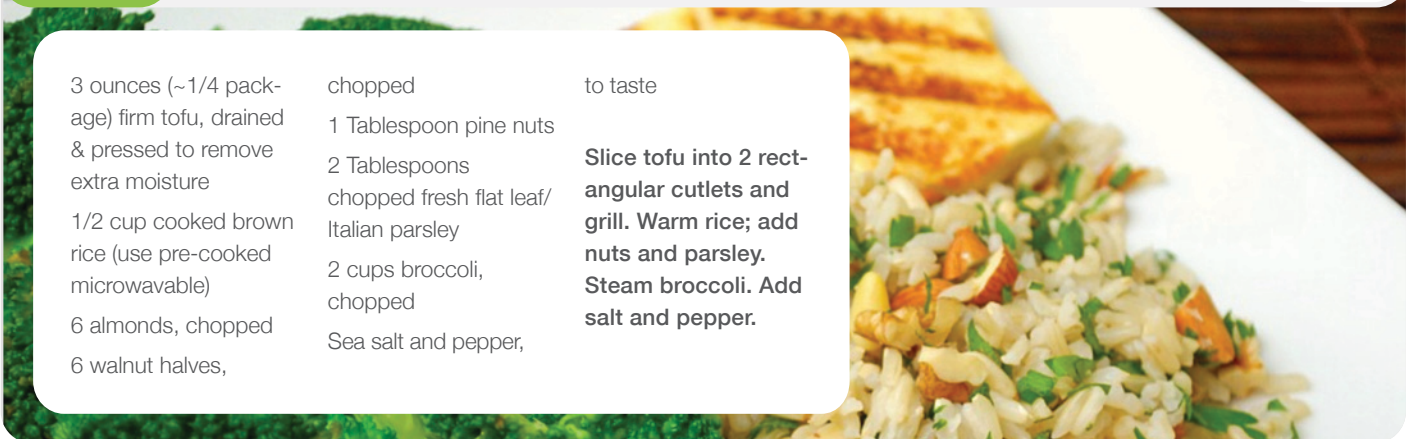 3 ounces (~1/4 pack-
age) firm tofu, drained
& pressed to remove
extra moisture
1/2 cup cooked brown
rice (use pre-cooked
microwavable)
6 almonds, chopped
6 walnut halves,
chopped
1 Tablespoon pine nuts
2 Tablespoons
chopped fresh flat leaf/
Italian parsley
2 cups broccoli,
chopped
Sea salt and pepper,
to taste
Slice tofu into 2 rect-
angular cutlets and
grill. Warm rice; add
nuts and parsley.
Steam broccoli. Add
salt and pepper.